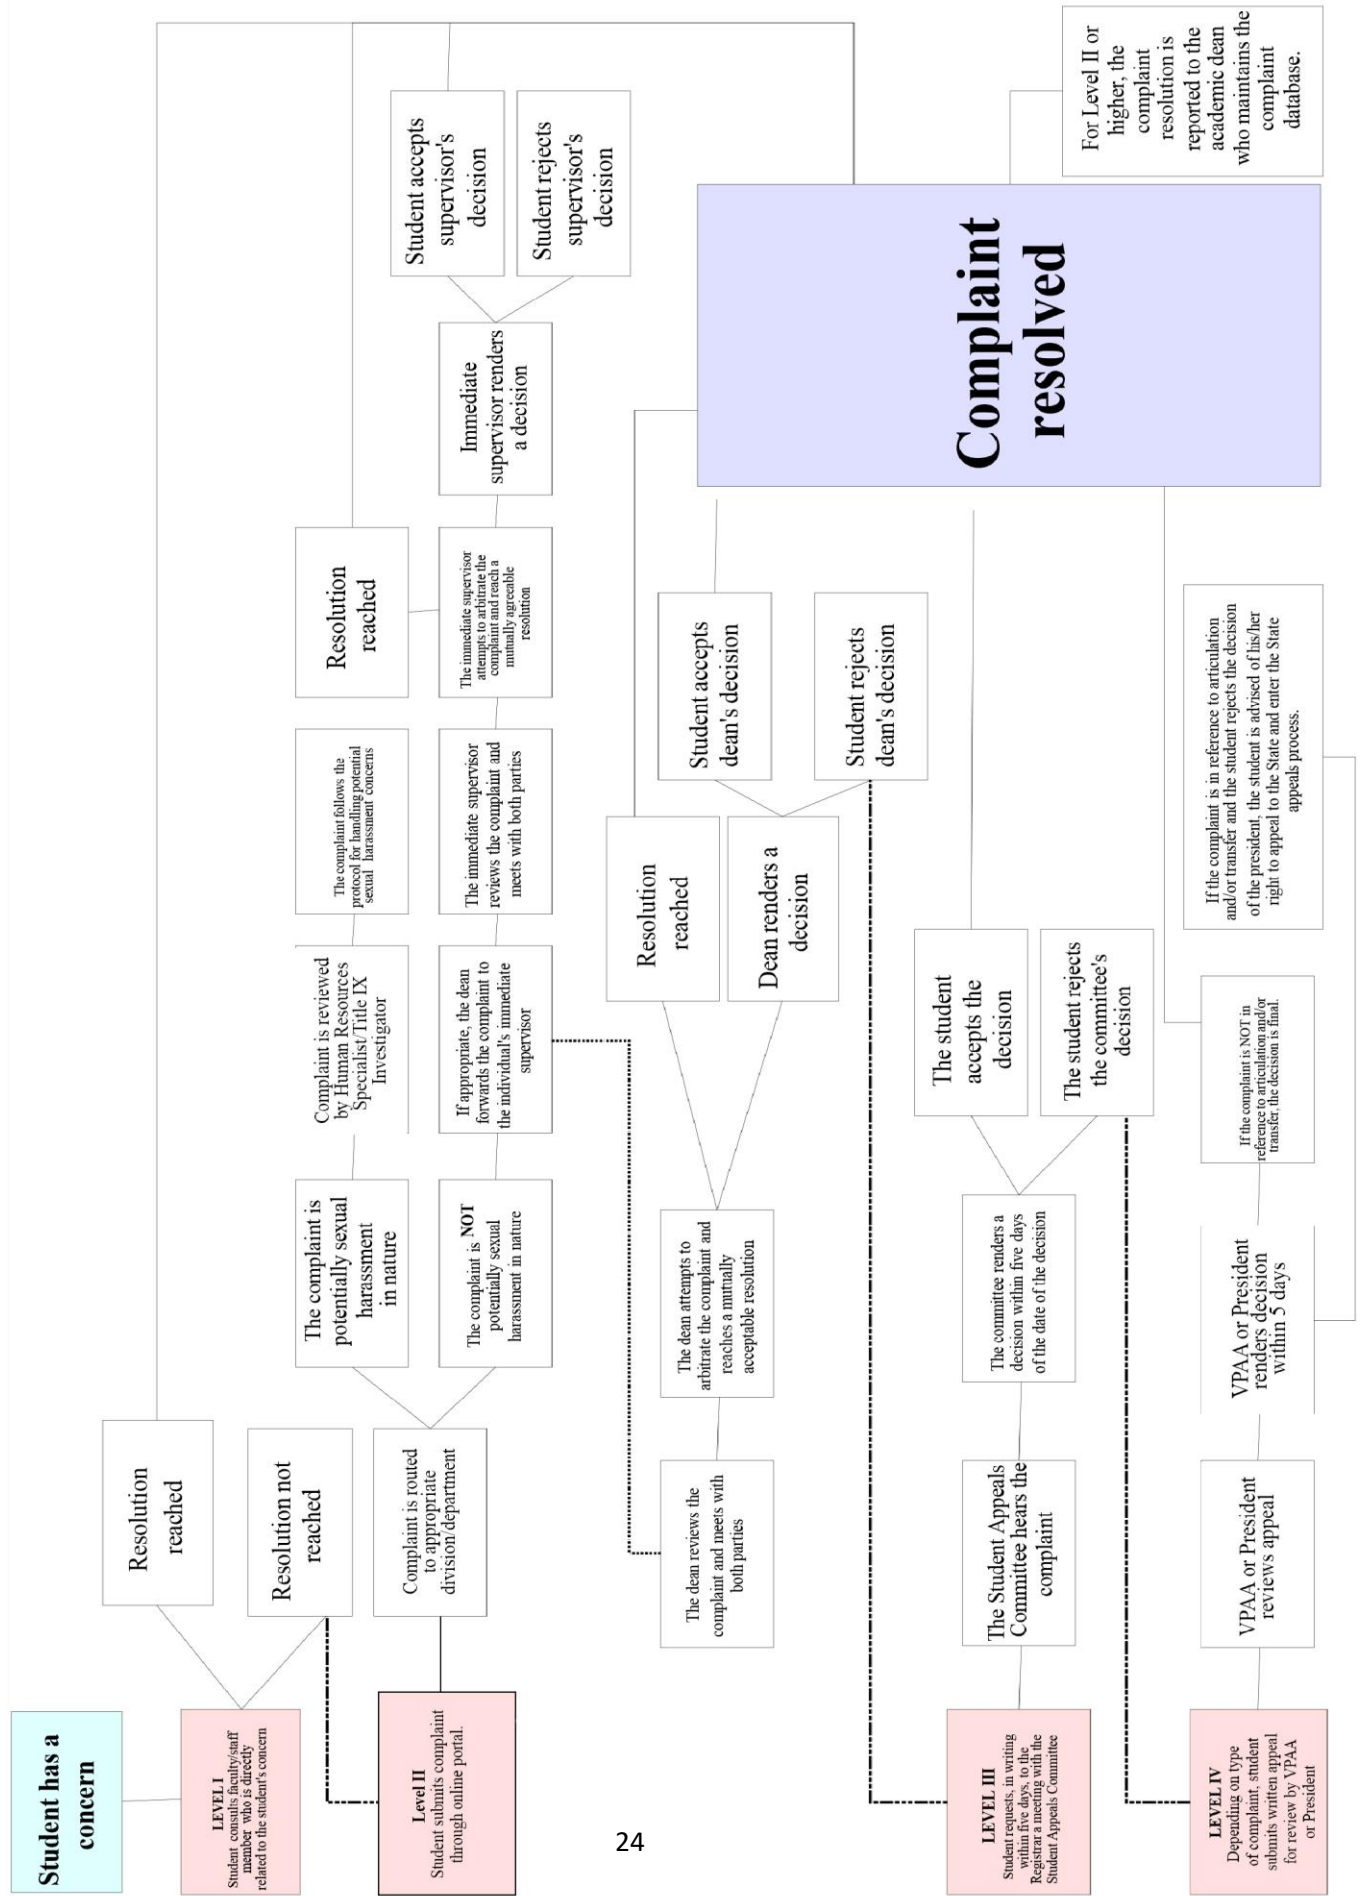 Student has a
concern
LEVEL I
Student consults faculty/staff
member who is directly
related to the student's concern
Resolution
reached
Resolution not
reached
Level II
Student submits complaint
through online portal.
Complaint is routed
to appropriate
division/department
The complaint is
potentially sexual
harassment
in nature
Complaint is reviewed
by Human Resources
Specialist/Title IX
Investigator
The complaint follows the
protocol for handling potential
sexual harassment concerns
Resolution
reached
The complaint is NOT
potentially sexual
harassment in nature
If appropriate, the dean
forwards the complaint to
the individual's immediate
supervisor
The immediate supervisor
reviews the complaint and
meets with both parties
The immediate supervisor
attempts to arbitrate the
complaint and reach a
mutually agreeable
resolution
Immediate
supervisor renders
a decision
Student accepts
supervisor's
decision
Student rejects
supervisor's
decision
The dean reviews the
complaint and meets with
both parties
The dean attempts to
arbitrate the complaint and
reaches a mutually
acceptable resolution
Resolution
reached
Dean renders a
decision
Student accepts
dean's decision
Student rejects
dean's decision
Complaint
resolved
For Level II or
higher, the
complaint
resolution is
reported to the
academic dean
who maintains the
complaint
database.
LEVEL III
Student requests, in writing
within five days, to the
Registrar a meeting with the
Student Appeals Committee
The Student Appeals
Committee hears the
complaint
The committee renders a
decision within five days
of the date of the decision
The student
accepts the
decision
The student rejects
the committee's
decision
LEVEL IV
Depending on type
of complaint, student
submits written appeal
for review by VPAA
or President
VPAA or President
reviews appeal
VPAA or President
renders decision
within 5 days
If the complaint is NOT in
reference to articulation and/or
transfer, the decision is final.
If the complaint is in reference to articulation
and/or transfer and the student rejects the decision
of the president, the student is advised of his/her
right to appeal to the State and enter the State
appeals process.
24